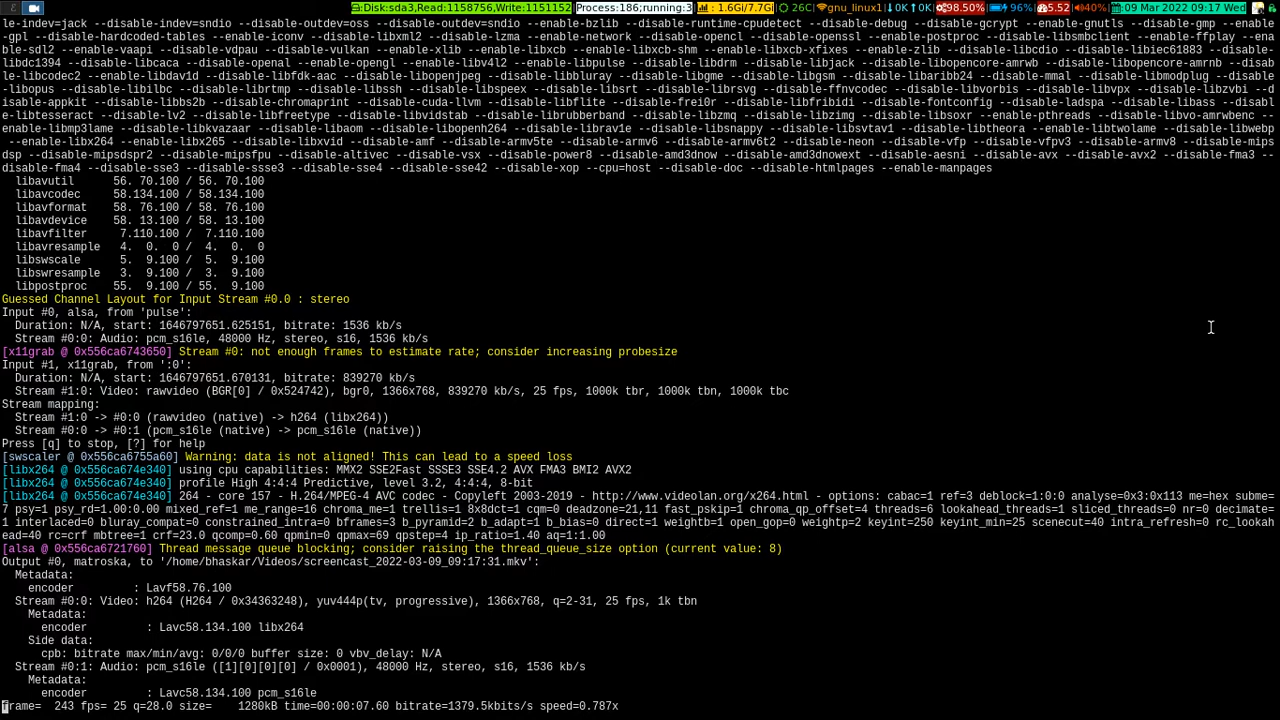 Disk:sda3,Read:1158756,Write:1151152 Process:186;running:3 : 1.6Gi/7.7Gi 26C gnu_linux1 0K 0K 98.50% 96% 5.52 40% :09 Mar 2022 09:17 Wed
le-indev=jack --disable-indev=sndio --disable-outdev=oss --disable-outdev=sndio --enable-bzlib --disable-runtime-cpudetect --disable-debug --disable-gcrypt --enable-gnutls --disable-gmp --enable
-gpl --disable-hardcoded-tables --enable-iconv --disable-libxml2 --disable-lzma --enable-network --disable-opencl --disable-openssl --enable-postproc --disable-libsmbclient --enable-ffplay --ena
ble-sdl2 --enable-vaapi --disable-vdpau --disable-vulkan --enable-xlib --enable-libxcb --enable-libxcb-shm --enable-libxcb-xfixes --enable-zlib --disable-libcdio --disable-libiec61883 --disable-
libdc1394 --disable-libcaca --disable-openal --enable-opengl --enable-libv4l2 --enable-libpulse --disable-libdrm --disable-libjack --disable-libopencore-amrwb --disable-libopencore-amrnb --disab
le-libcodec2 --enable-libdav1d --disable-libfdk-aac --disable-libopenjpeg --disable-libbluray --disable-libgme --disable-libgsm --disable-libaribb24 --disable-mmal --disable-libmodplug --disable
-libopus --disable-libilbc --disable-librtmp --disable-libssh --disable-libspeex --disable-libsrt --disable-librsvg --disable-ffnvcodec --disable-libvorbis --disable-libvpx --disable-libzvbi --d
isable-appkit --disable-libbs2b --disable-chromaprint --disable-cuda-llvm --disable-libflite --disable-frei0r --disable-libfribidi --disable-fontconfig --disable-ladspa --disable-libass --disabl
e-libtesseract --disable-lv2 --disable-libfreetype --disable-libvidstab --disable-librubberband --disable-libzmq --disable-libzimg --disable-libsoxr --enable-pthreads --disable-libvo-amrwbenc --
enable-libmp3lame --disable-libkvazaar --disable-libaom --disable-libopenh264 --disable-librav1e --disable-libsnappy --disable-libsvtav1 --disable-libtheora --enable-libtwolame --disable-libwebp
 --enable-libx264 --enable-libx265 --disable-libxvid --disable-amf --disable-armv5te --disable-armv6 --disable-armv6t2 --disable-neon --disable-vfp --disable-vfpv3 --disable-armv8 --disable-mips
dsp --disable-mipsdspr2 --disable-mipsfpu --disable-altivec --disable-vsx --disable-power8 --disable-amd3dnow --disable-amd3dnowext --disable-aesni --disable-avx --disable-avx2 --disable-fma3 --
disable-fma4 --disable-sse3 --disable-ssse3 --disable-sse4 --disable-sse42 --disable-xop --cpu=host --disable-doc --disable-htmlpages --enable-manpages
libavutil 56. 70.100 / 56. 70.100
libavcodec 58.134.100 / 58.134.100
libavformat 58. 76.100 / 58. 76.100
libavdevice 58. 13.100 / 58. 13.100
libavfilter 7.110.100 / 7.110.100
libavresample 4. 0. 0 / 4. 0. 0
libswscale 5. 9.100 / 5. 9.100
libswresample 3. 9.100 / 3. 9.100
libpostproc 55. 9.100 / 55. 9.100
Guessed Channel Layout for Input Stream #0.0 : stereo
Input #0, alsa, from 'pulse':
Duration: N/A, start: 1646797651.625151, bitrate: 1536 kb/s
Stream #0:0: Audio: pcm_s16le, 48000 Hz, stereo, s16, 1536 kb/s
[x11grab @ 0x556ca6743650] Stream #0: not enough frames to estimate rate; consider increasing probesize
Input #1, x11grab, from ':0':
Duration: N/A, start: 1646797651.670131, bitrate: 839270 kb/s
Stream #1:0: Video: rawvideo (BGR[0] / 0x524742), bgr0, 1366x768, 839270 kb/s, 25 fps, 1000k tbr, 1000k tbn, 1000k tbc
Stream mapping:
Stream #1:0 -> #0:0 (rawvideo (native) -> h264 (libx264))
Stream #0:0 -> #0:1 (pcm_s16le (native) -> pcm_s16le (native))
Press [q] to stop, [?] for help
[swscaler @ 0x556ca6755a60] Warning: data is not aligned! This can lead to a speed loss
[libx264 @ 0x556ca674e340] using cpu capabilities: MMX2 SSE2Fast SSSE3 SSE4.2 AVX FMA3 BMI2 AVX2
[libx264 @ 0x556ca674e340] profile High 4:4:4 Predictive, level 3.2, 4:4:4, 8-bit
[libx264 @ 0x556ca674e340] 264 - core 157 - H.264/MPEG-4 AVC codec - Copyleft 2003-2019 - http://www.videolan.org/x264.html - options: cabac=1 ref=3 deblock=1:0:0 analyse=0x3:0x113 me=hex subme=
7 psy=1 psy_rd=1.00:0.00 mixed_ref=1 me_range=16 chroma_me=1 trellis=1 8x8dct=1 cqm=0 deadzone=21,11 fast_pskip=1 chroma_qp_offset=4 threads=6 lookahead_threads=1 sliced_threads=0 nr=0 decimate=
1 interlaced=0 bluray_compat=0 constrained_intra=0 bframes=3 b_pyramid=2 b_adapt=1 b_bias=0 direct=1 weightb=1 open_gop=0 weightp=2 keyint=250 keyint_min=25 scenecut=40 intra_refresh=0 rc_lookah
ead=40 rc=crf mbtree=1 crf=23.0 qcomp=0.60 qpmin=0 qpmax=69 qpstep=4 ip_ratio=1.40 aq=1:1.00
[alsa @ 0x556ca6721760] Thread message queue blocking; consider raising the thread_queue_size option (current value: 8)
Output #0, matroska, to '/home/bhaskar/Videos/screencast_2022-03-09_09:17:31.mkv':
Metadata:
encoder : Lavf58.76.100
Stream #0:0: Video: h264 (H264 / 0x34363248), yuv444p(tv, progressive), 1366x768, q=2-31, 25 fps, 1k tbn
Metadata:
encoder : Lavc58.134.100 libx264
Side data:
cpb: bitrate max/min/avg: 0/0/0 buffer size: 0 vbv_delay: N/A
Stream #0:1: Audio: pcm_s16le ([1][0][0][0] / 0x0001), 48000 Hz, stereo, s16, 1536 kb/s
Metadata:
encoder : Lavc58.134.100 pcm_s16le
frame= 243 fps= 25 q=28.0 size= 1280kB time=00:00:07.60 bitrate=1379.5kbits/s speed=0.787x